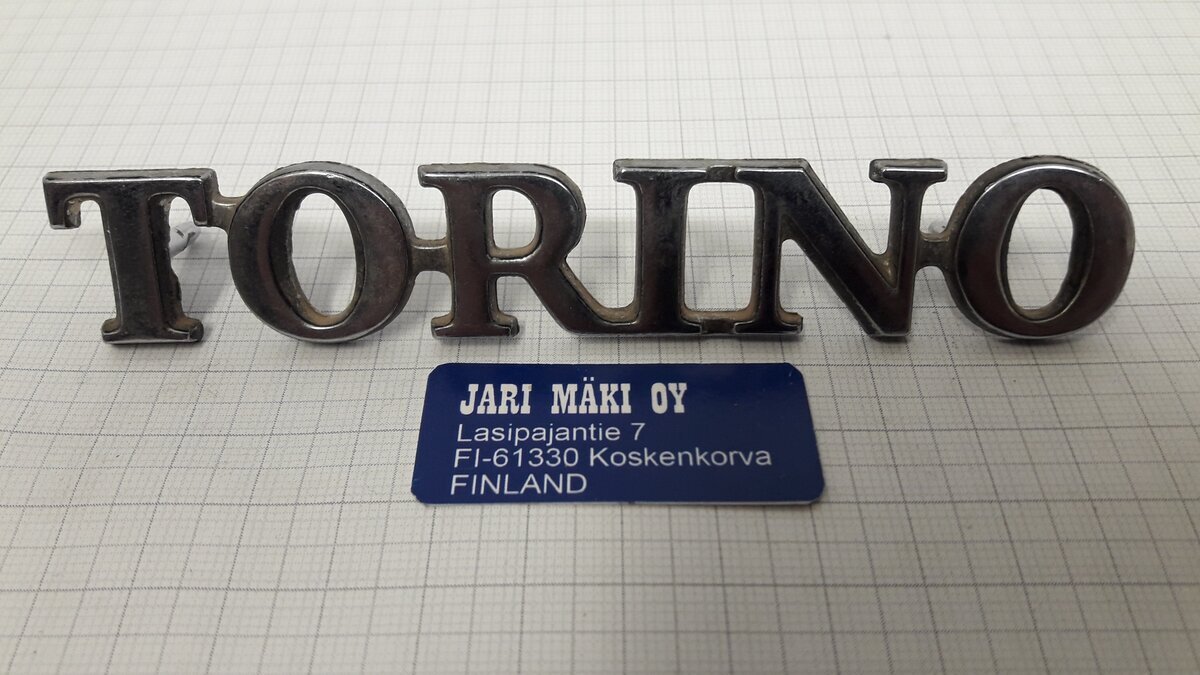 TORINO
JARI MÄKI OY
Lasipajantie 7
FI-61330 Koskenkorva
FINLAND